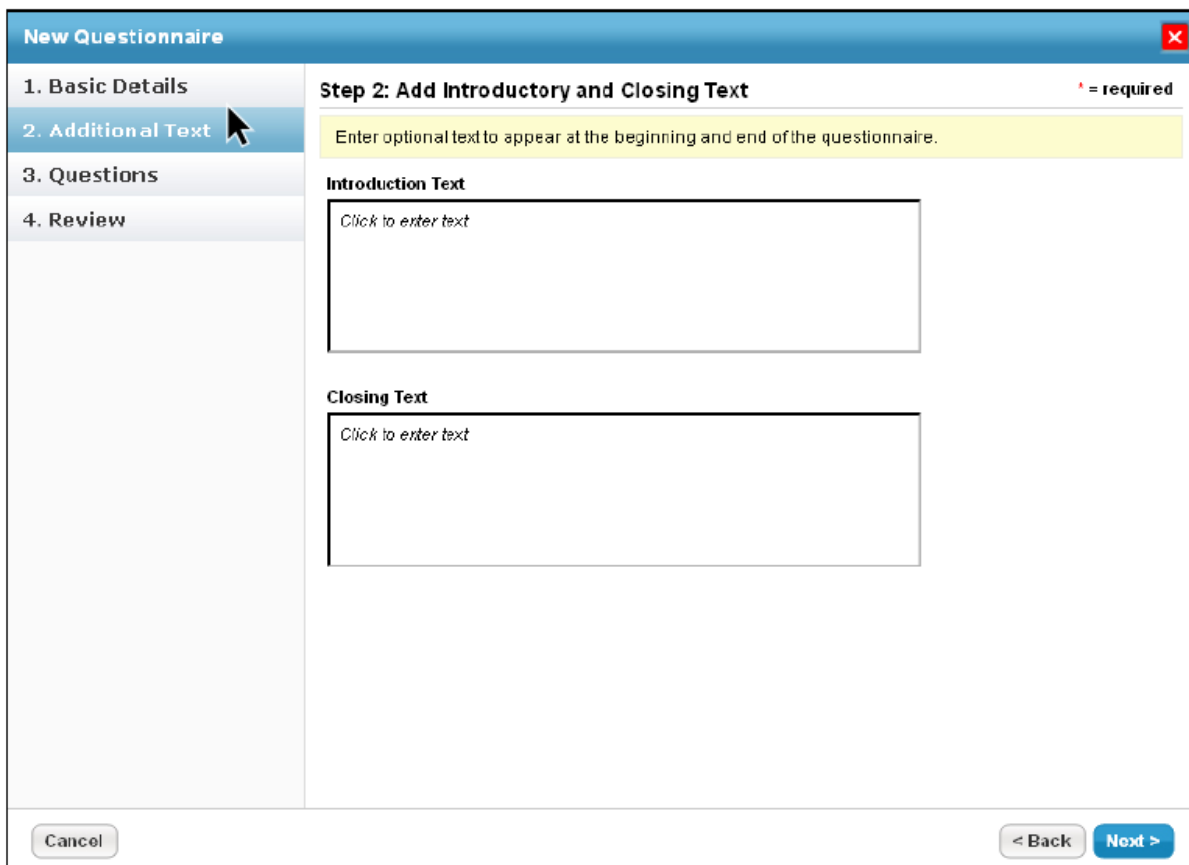 New Questionnaire
1. Basic Details
2. Additional Text
3. Questions
4. Review
Step 2: Add Introductory and Closing Text
* = required
Enter optional text to appear at the beginning and end of the questionnaire.
Introduction Text
Click to enter text
Closing Text
Click to enter text
Cancel
< Back
Next >